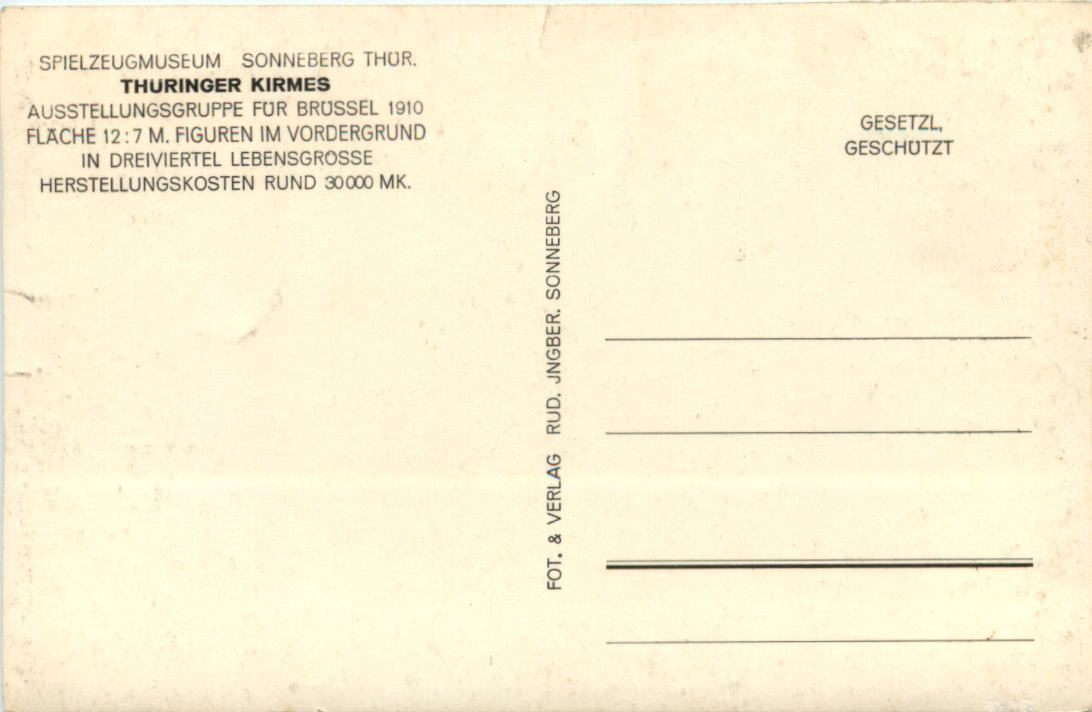 SPIELZEUGMUSEUM SONNEBERG THÜR.
THÜRINGER KIRMES
AUSSTELLUNGSGRUPPE FÜR BRÜSSEL 1910
FLÄCHE 12:7 M. FIGUREN IM VORDERGRUND
IN DREIVIERTEL LEBENSGRÖSSE
HERSTELLUNGSKOSTEN RUND 30000 MK.
FOT. & VERLAG RUD. JNGBER. SONNEBERG
GESETZL,
GESCHÜTZT